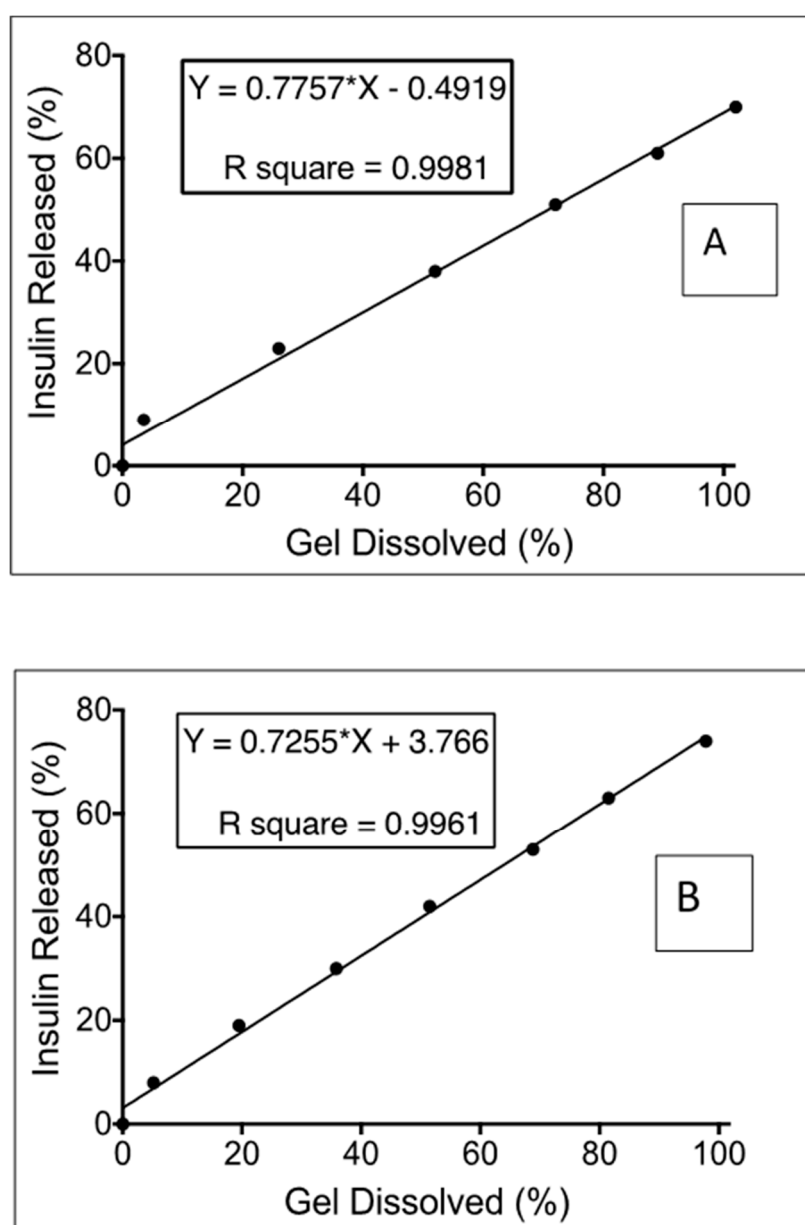 80
60
40
20
0
Insulin Released (%)
Y = 0.7757*X - 0.4919
R square = 0.9981
A
0 20 40 60 80 100
Gel Dissolved (%)
80
60
40
20
0
Insulin Released (%)
Y = 0.7255*X + 3.766
R square = 0.9961
B
0 20 40 60 80 100
Gel Dissolved (%)